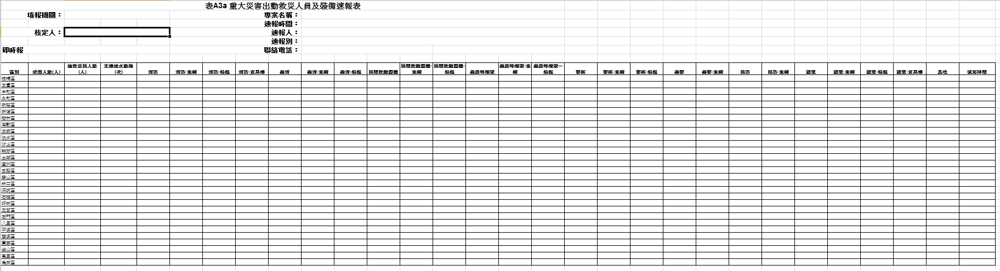 表A3a 重大災害出動救災人員及裝備速報表
填報機關：
專案名稱：
速報時間：
核定人：
速報人：
速報別：
即時報
聯絡電話：
區別
受困人數(人)
搶救災民人數(人)
支援送水勤務(次)
消防
消防-車輛
消防-船艇
消防-直昇機
義消
義消-車輛
義消-船艇
民間救難團體
民間救難團體-車輛
民間救難團體-船艇
義與特搜隊
義與特搜隊-車輛
義與特搜隊—船艇
警察
警察-車輛
警察-船艇
義警
義警-車輛
民防
民防-車輛
國軍
國軍-車輛
國軍-船艇
國軍-直昇機
其他
填寫時間
板橋區
三重區
中和區
永和區
新莊區
新店區
樹林區
鶯歌區
三峽區
淡水區
汐止區
瑞芳區
土城區
蘆洲區
五股區
泰山區
林口區
深坑區
石碇區
坪林區
三芝區
石門區
八里區
平溪區
雙溪區
貢寮區
金山區
萬里區
烏來區